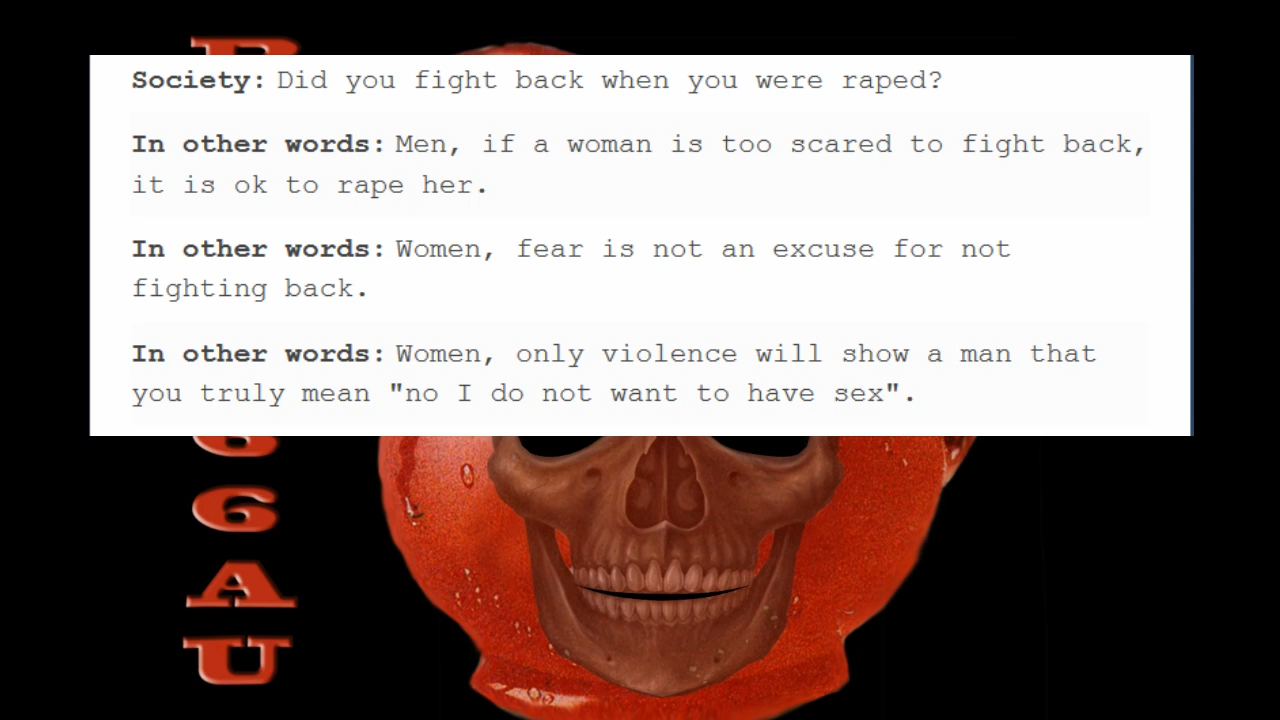 Society: Did you fight back when you were raped?
In other words: Men, if a woman is too scared to fight back,
it is ok to rape her.
In other words: Women, fear is not an excuse for not
fighting back.
In other words: Women, only violence will show a man that
you truly mean "no I do not want to have sex".
6
A
U